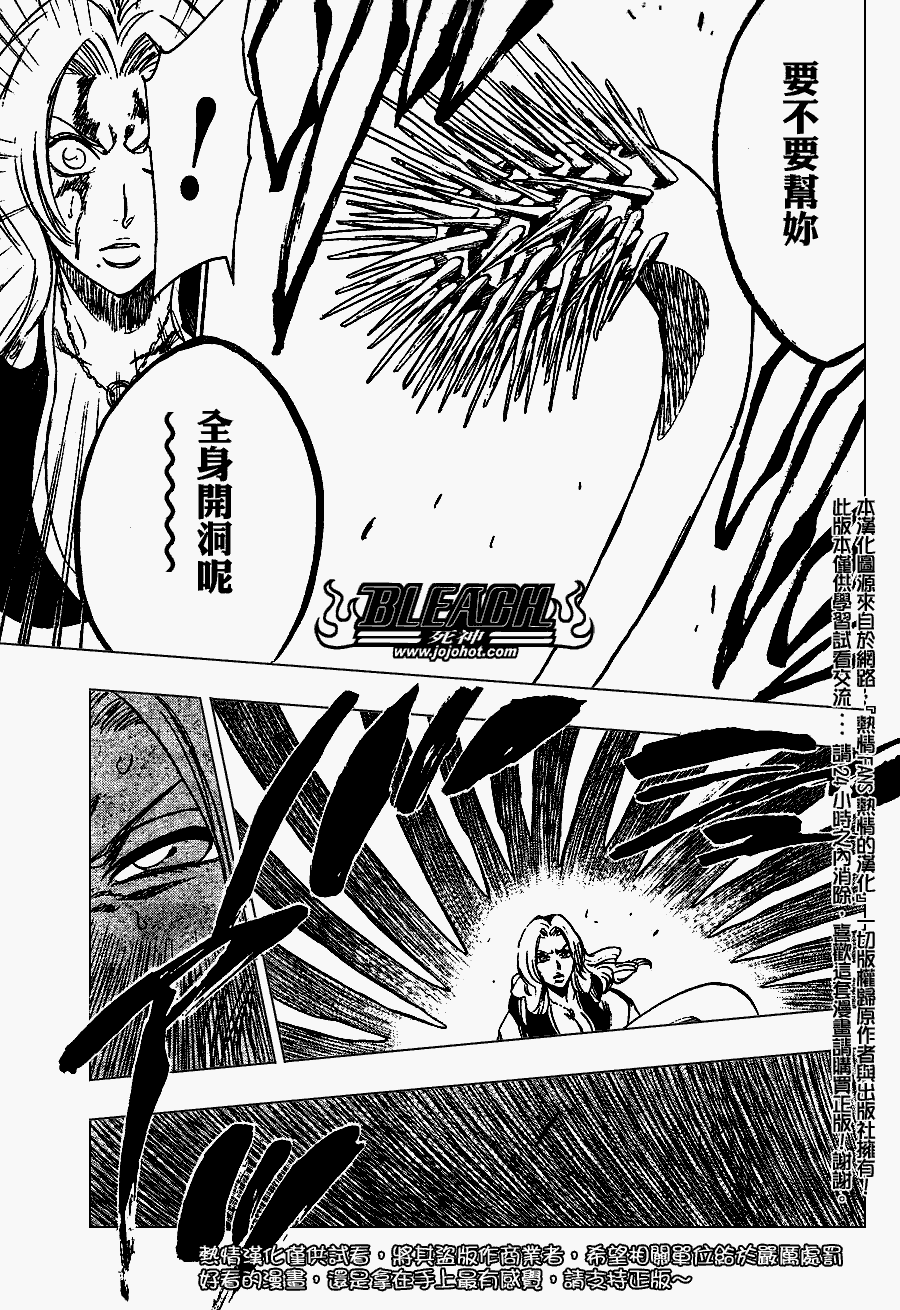 要不要幫妳
！
全身開洞呢
～～～
BLEACH
死神
www.jojohot.com
本漢化圖源來自於網路，『熱情FANS熱情的漢化』一切版權歸原作者與出版社擁有！
此版本僅供學習試看交流… 請24小時之內消除。喜歡這套漫畫請購買正版！謝謝。
熱情漢化僅供試看，將其盜版作商業者，希望相關單位給於嚴厲處罰
好看的漫畫，還是拿在手上最有感覺，請支持正版～